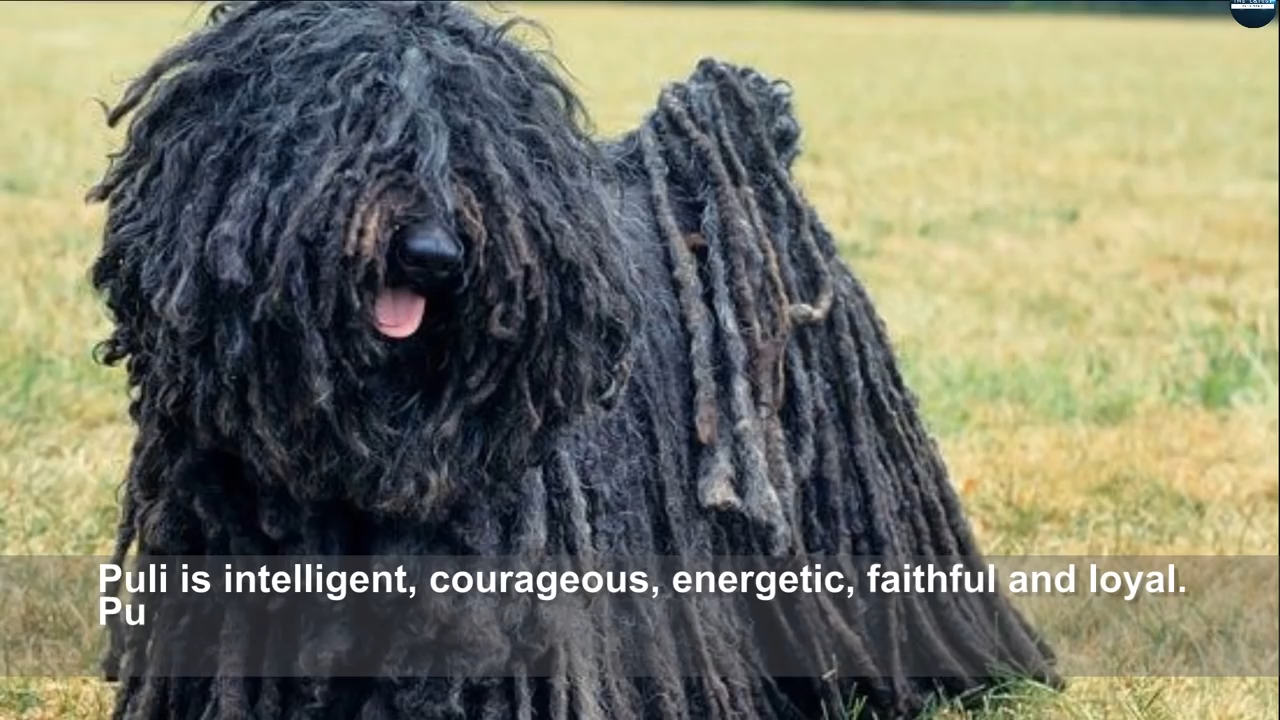 Puli is intelligent, courageous, energetic, faithful and loyal.
Pu